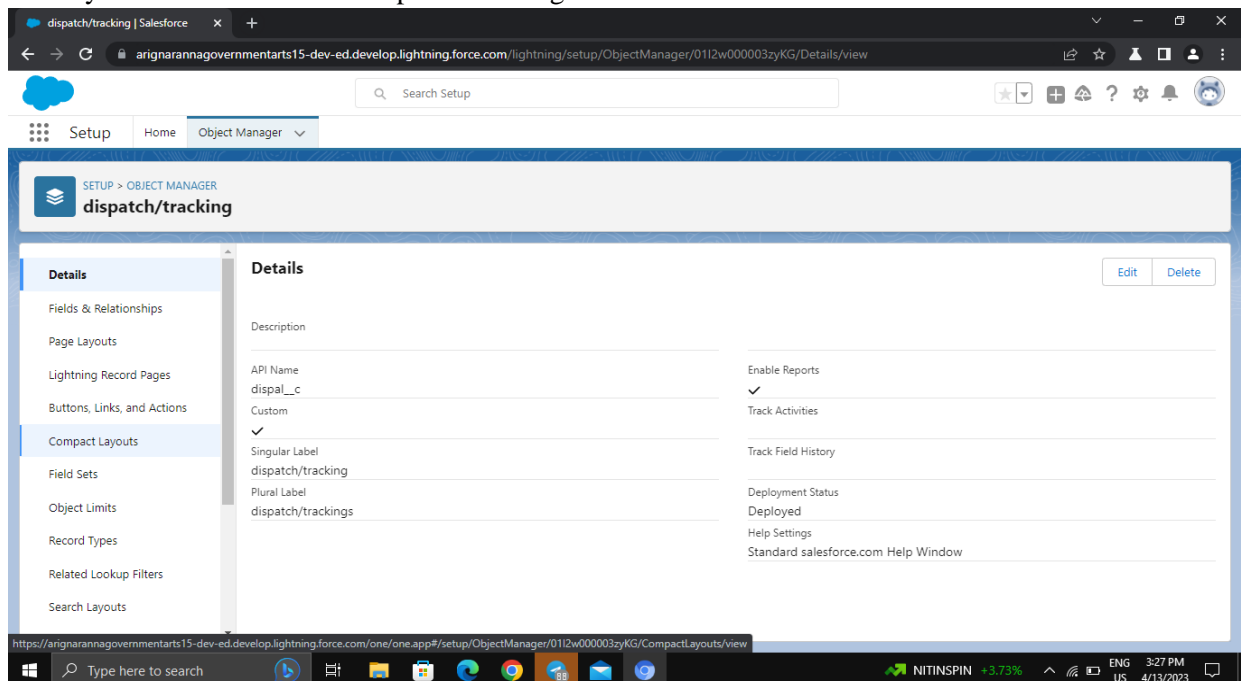 dispatch/tracking | Salesforce
arignarannagovernmentarts15-dev-ed.develop.lightning.force.com/lightning/setup/ObjectManager/01I2w000003zyKG/Details/view
Search Setup
Setup Home Object Manager
SETUP > OBJECT MANAGER
dispatch/tracking
Details
Fields & Relationships
Page Layouts
Lightning Record Pages
Buttons, Links, and Actions
Compact Layouts
Field Sets
Object Limits
Record Types
Related Lookup Filters
Search Layouts
Details
Edit Delete
Description
API Name
dispal__c
Custom
Singular Label
dispatch/tracking
Plural Label
dispatch/trackings
Enable Reports
Track Activities
Track Field History
Deployment Status
Deployed
Help Settings
Standard salesforce.com Help Window
https://arignarannagovernmentarts15-dev-ed.develop.lightning.force.com/one/one.app#/setup/ObjectManager/01I2w000003zyKG/CompactLayouts/view
Type here to search
NITINSPIN +3.73%
ENG
US
3:27 PM
4/13/2023